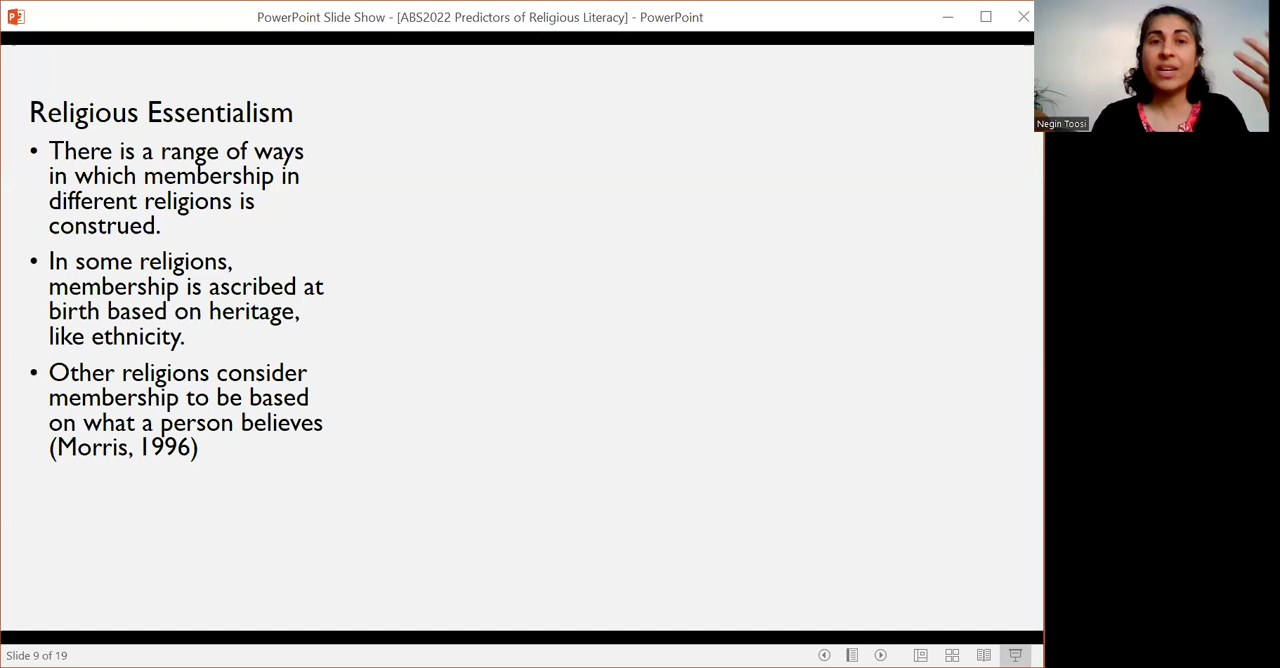 PowerPoint Slide Show - [ABS2022 Predictors of Religious Literacy] - PowerPoint
Negin Toosi
Religious Essentialism
• There is a range of ways
in which membership in
different religions is
construed.
• In some religions,
membership is ascribed at
birth based on heritage,
like ethnicity.
• Other religions consider
membership to be based
on what a person believes
(Morris, 1996)
Slide 9 of 19